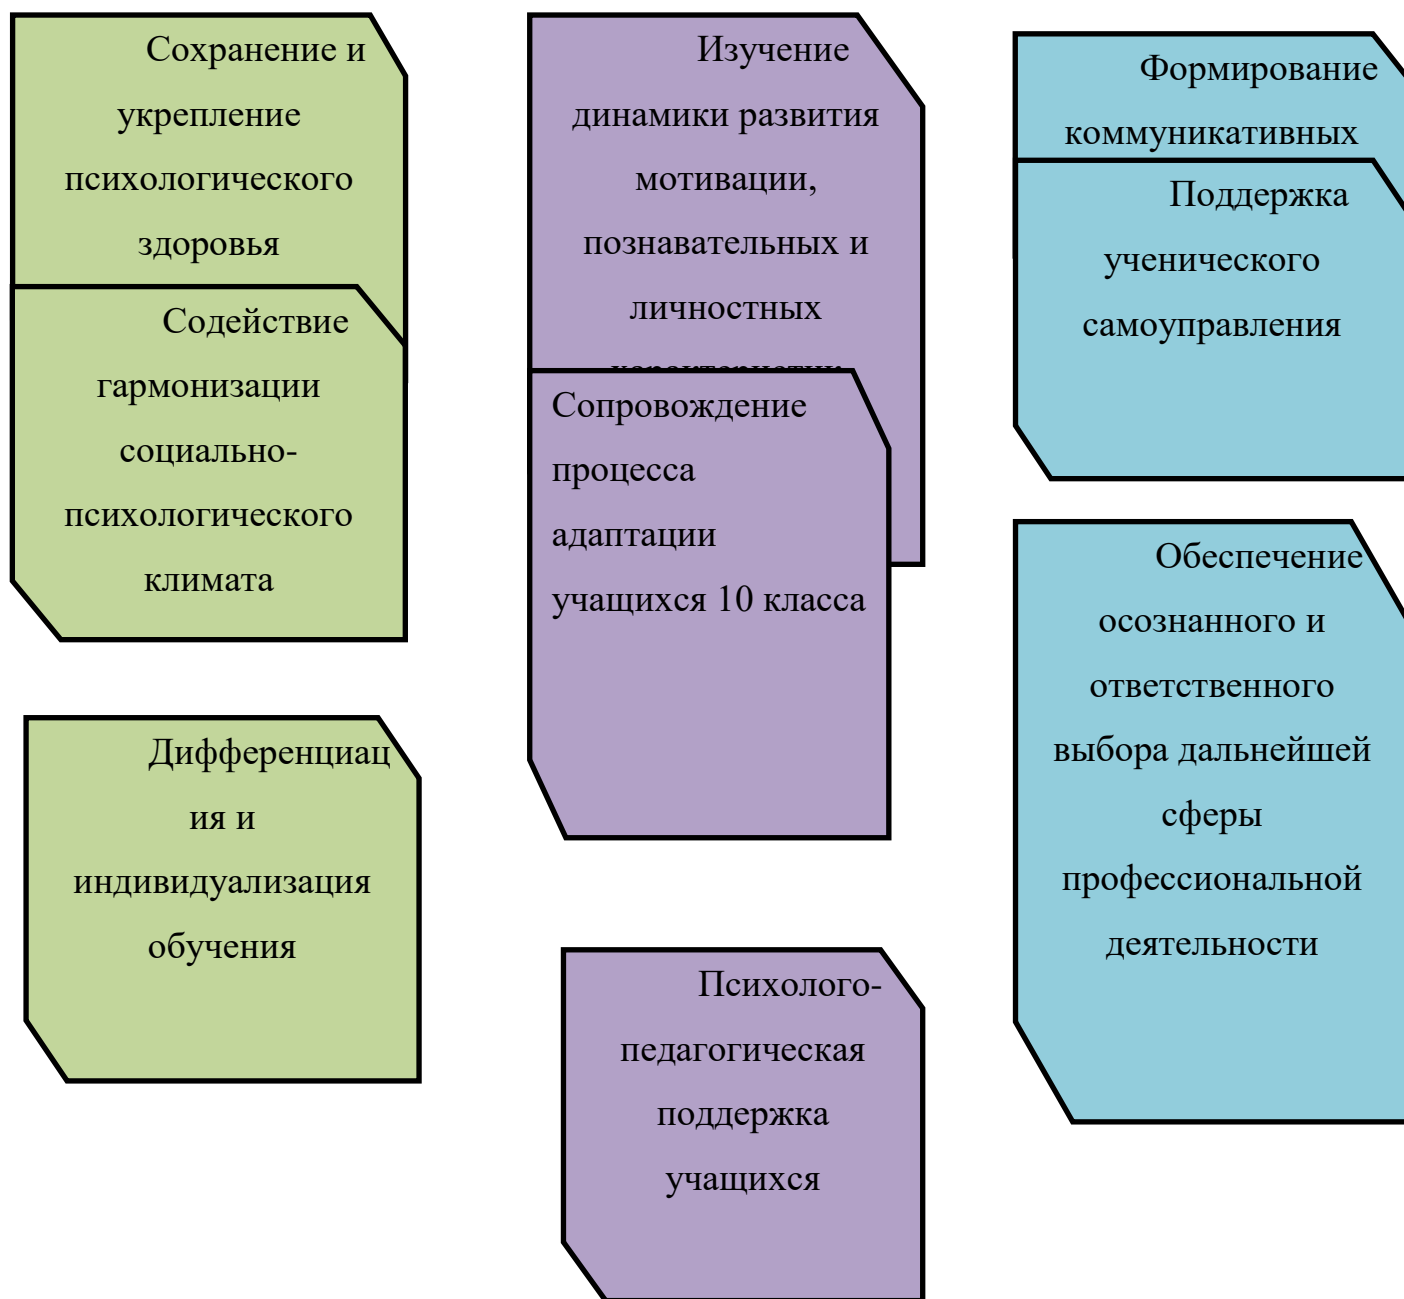 Сохранение и
укрепление
психологического
здоровья
Содействие
гармонизации
социально-
психологического
климата
Дифференциац
ия и
индивидуализация
обучения
Изучение
динамики развития
мотивации,
познавательных и
личностных
Сопровождение
процесса
адаптации
учащихся 10 класса
Психолого-
педагогическая
поддержка
учащихся
Формирование
коммуникативных
Поддержка
ученического
самоуправления
Обеспечение
осознанного и
ответственного
выбора дальнейшей
сферы
профессиональной
деятельности